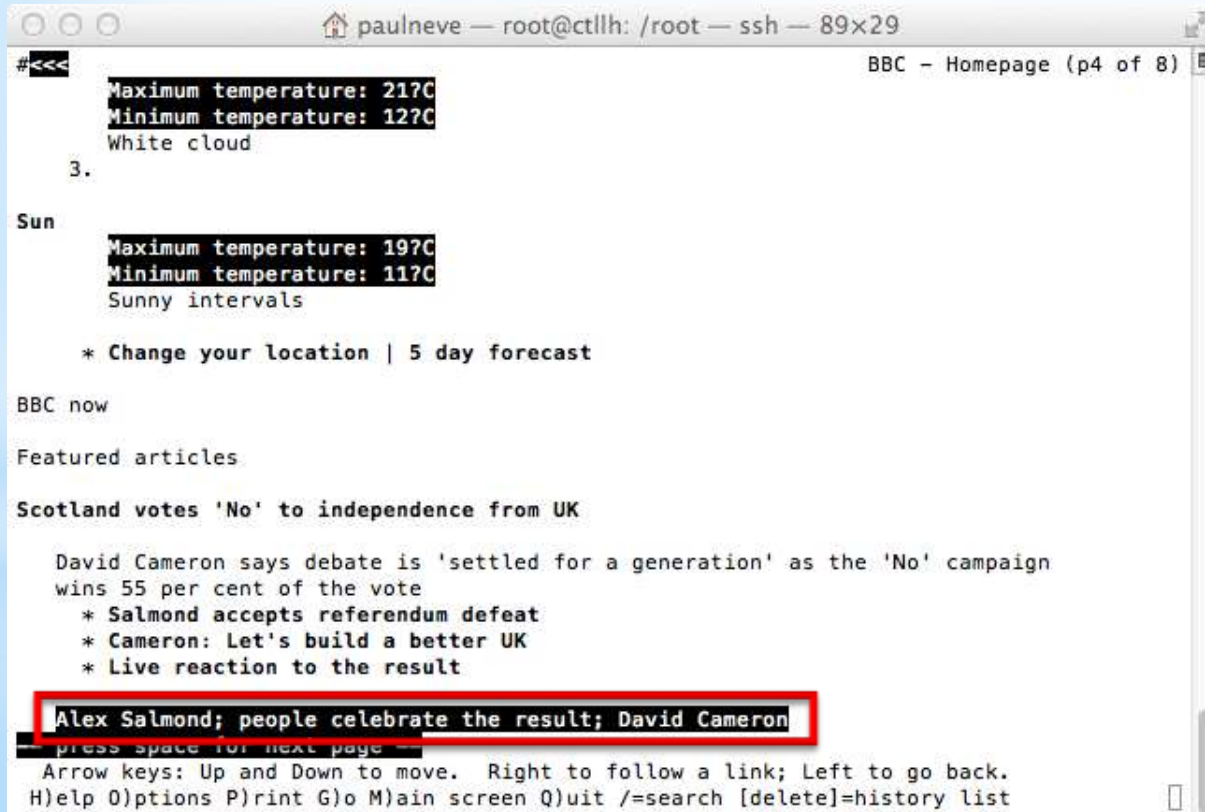 paulneve — root@ctllh: /root — ssh — 89×29
#<<< BBC - Homepage (p4 of 8)
Maximum temperature: 21?C
Minimum temperature: 12?C
White cloud
3.
Sun
Maximum temperature: 19?C
Minimum temperature: 11?C
Sunny intervals
* Change your location | 5 day forecast
BBC now
Featured articles
Scotland votes 'No' to independence from UK
David Cameron says debate is 'settled for a generation' as the 'No' campaign
wins 55 per cent of the vote
* Salmond accepts referendum defeat
* Cameron: Let's build a better UK
* Live reaction to the result
Alex Salmond; people celebrate the result; David Cameron
-- press space for next page --
Arrow keys: Up and Down to move. Right to follow a link; Left to go back.
H)elp O)ptions P)rint G)o M)ain screen Q)uit /=search [delete]=history list